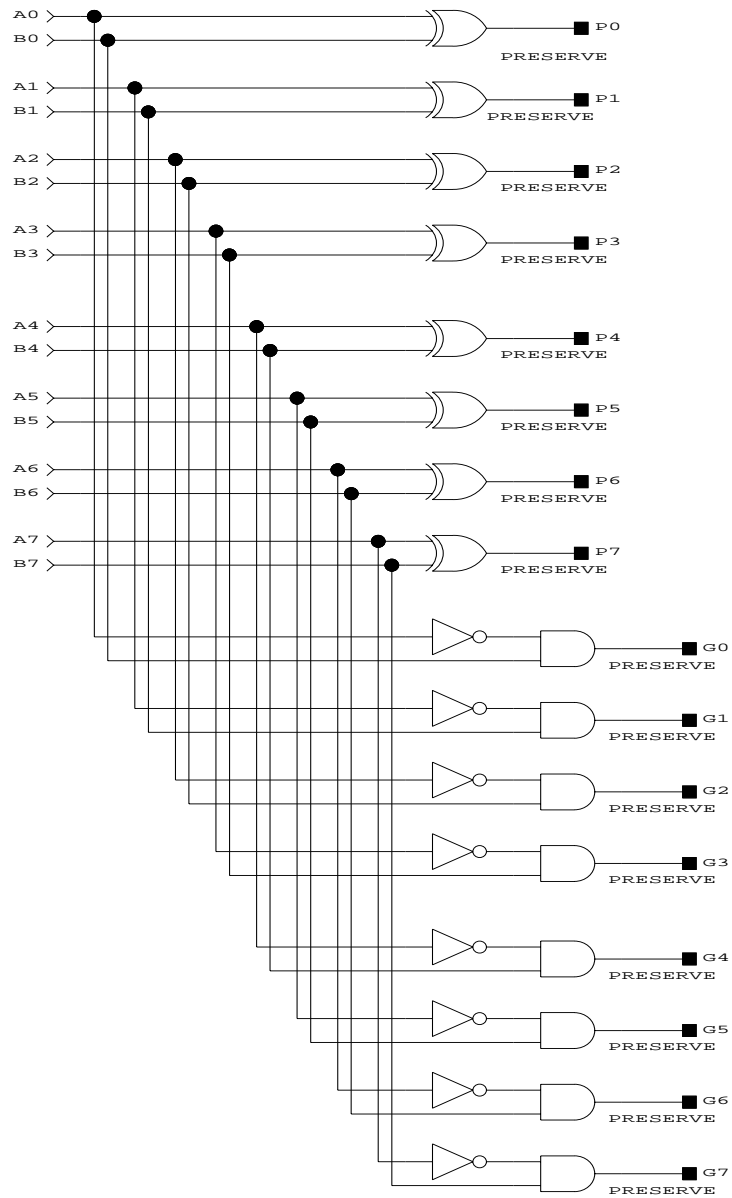 A0
P0
B0
PRESERVE
A1
P1
B1
PRESERVE
A2
P2
B2
PRESERVE
A3
P3
B3
PRESERVE
A4
P4
B4
PRESERVE
A5
P5
B5
PRESERVE
A6
P6
B6
PRESERVE
A7
P7
B7
PRESERVE
G0
PRESERVE
G1
PRESERVE
G2
PRESERVE
G3
PRESERVE
G4
PRESERVE
G5
PRESERVE
G6
PRESERVE
G7
PRESERVE